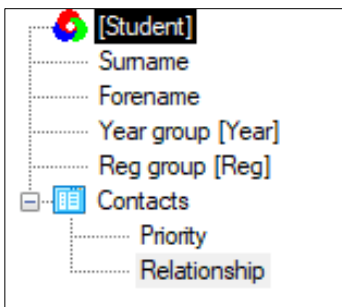 [Student]
Surname
Forename
Year group [Year]
Reg group [Reg]
Contacts
Priority
Relationship